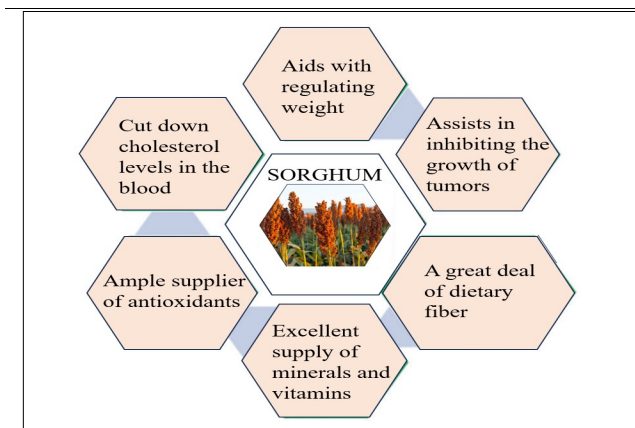 Aids with
regulating
weight
Assists in
inhibiting the
growth of
tumors
A great deal
of dietary
fiber
Excellent
supply of
minerals and
vitamins
Ample supplier
of antioxidants
Cut down
cholesterol
levels in the
blood
SORGHUM